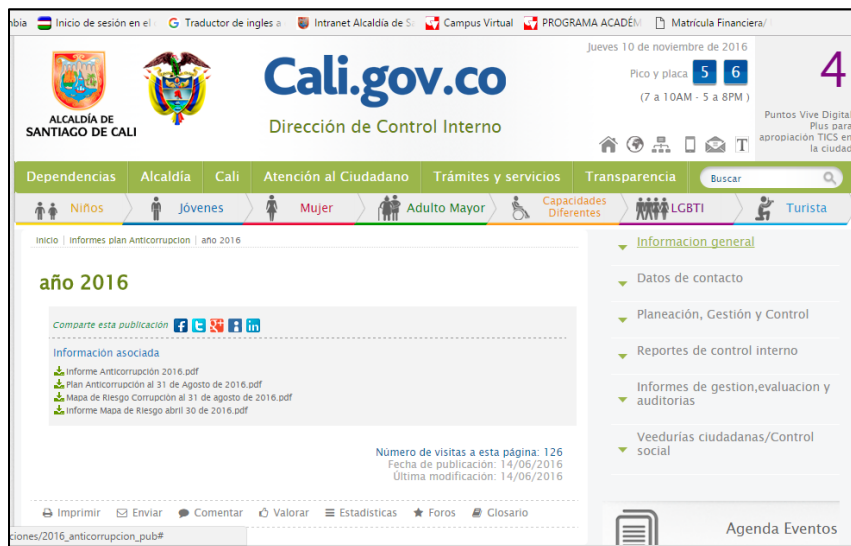 bia Inicio de sesión en el Traductor de ingles a Intranet Alcaldía de S Campus Virtual PROGRAMA ACADÉM Matrícula Financiera/
Jueves 10 de noviembre de 2016
Pico y placa 5 6
(7 a 10AM - 5 a 8PM )
4
Puntos Vive Digital
Plus para
apropiación TICS en
la ciudad
ALCALDÍA DE
SANTIAGO DE CALI
Cali.gov.co
Dirección de Control Interno
Dependencias Alcaldía Cali Atención al Ciudadano Trámites y servicios Transparencia Buscar
Niños Jóvenes Mujer Adulto Mayor Capacidades Diferentes LGBTI Turista
Inicio | Informes plan Anticorrupcion | año 2016
año 2016
Comparte esta publicación
Información asociada
Informe Anticorrupción 2016.pdf
Plan Anticorrupción al 31 de Agosto de 2016.pdf
Mapa de Riesgo Corrupción al 31 de agosto de 2016.pdf
Informe Mapa de Riesgo abril 30 de 2016.pdf
Número de visitas a esta página: 126
Fecha de publicación: 14/06/2016
Última modificación: 14/06/2016
Imprimir Enviar Comentar Valorar Estadisticas Foros Glosario
Informacion general
Datos de contacto
Planeación, Gestión y Control
Reportes de control interno
Informes de gestion,evaluacion y
auditorias
Veedurías ciudadanas/Control
social
Agenda Eventos
ciones/2016_anticorrupcion_pub#